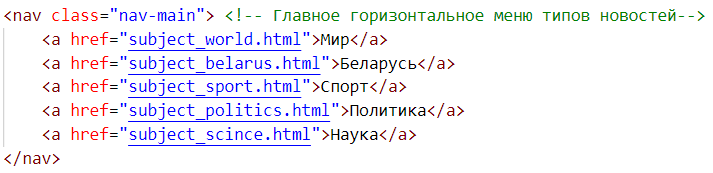 <nav class="nav-main"> <!-- Главное горизонтальное меню типов новостей-->
<a href="subject_world.html">Мир</a>
<a href="subject_belarus.html">Беларусь</a>
<a href="subject_sport.html">Спорт</a>
<a href="subject_politics.html">Политика</a>
<a href="subject_scince.html">Наука</a>
</nav>